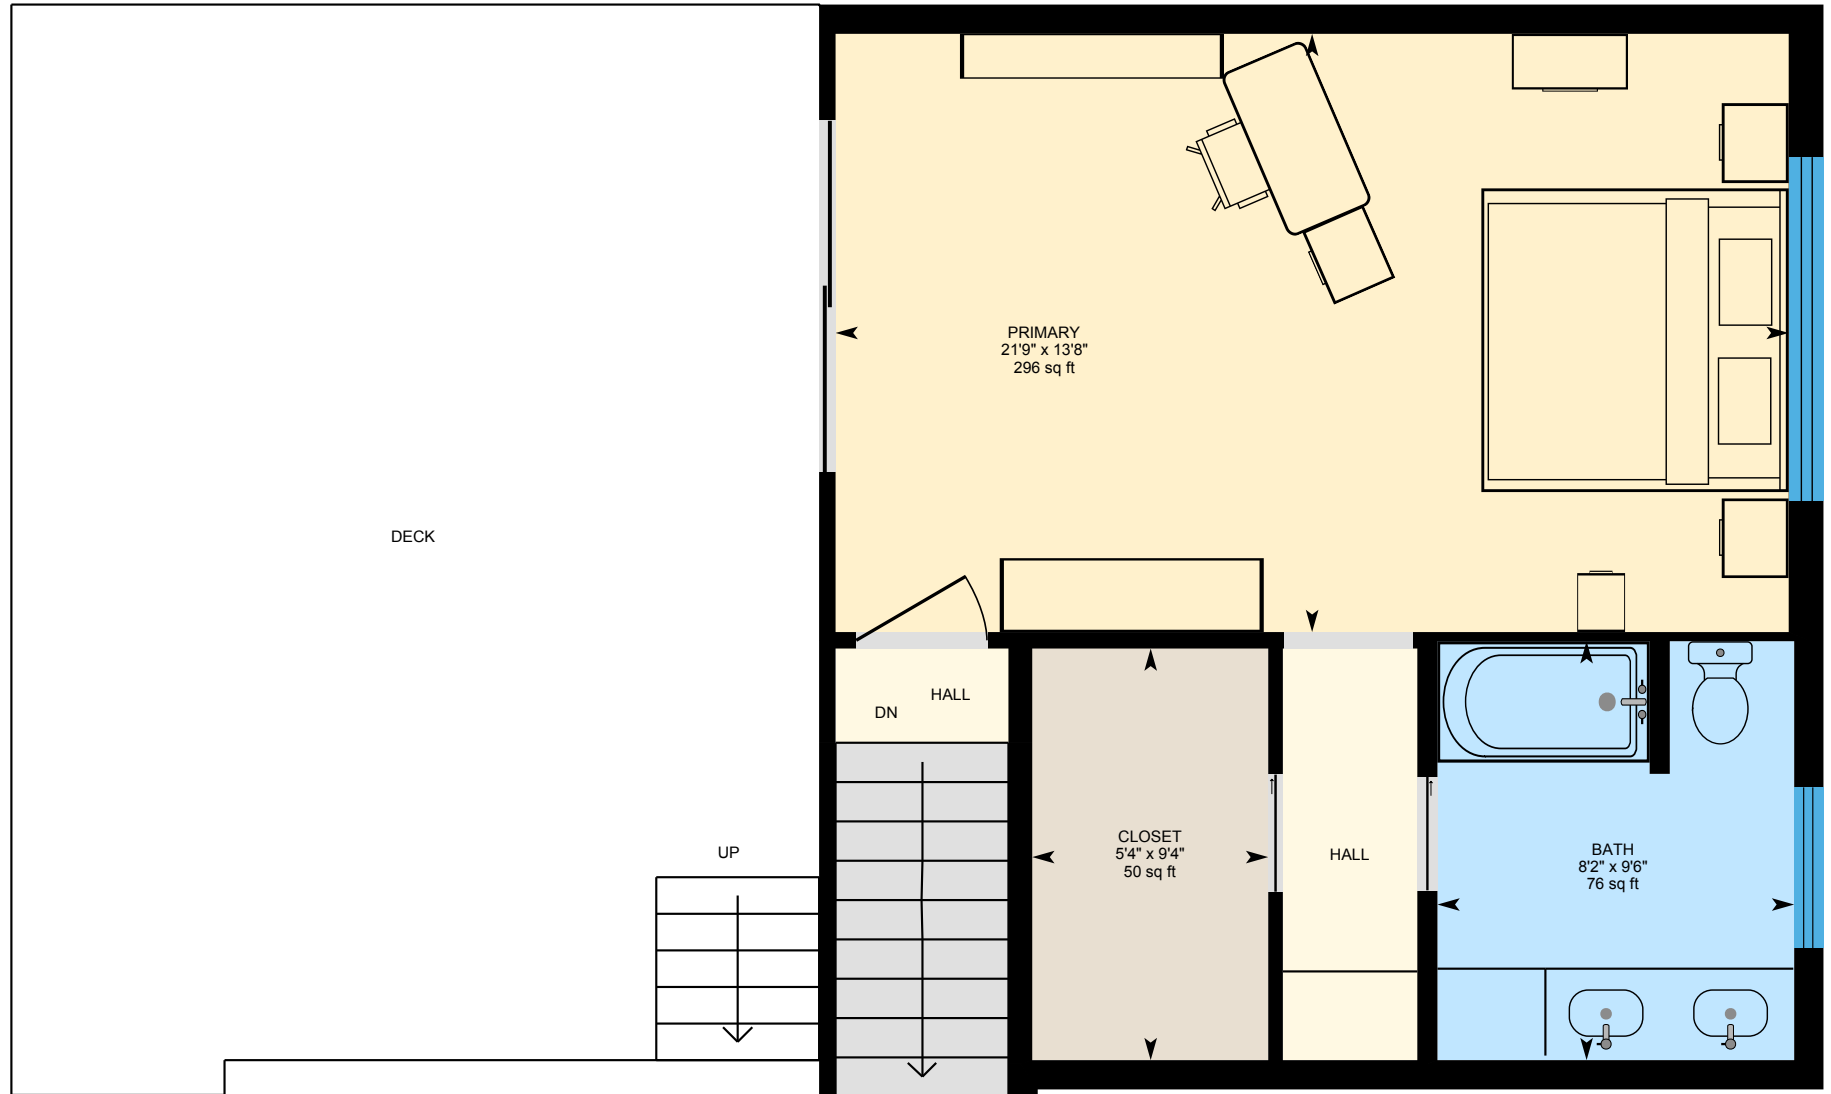 PRIMARY
21'9" x 13'8"
296 sq ft
DECK
HALL
DN
UP
CLOSET
5'4" x 9'4"
50 sq ft
HALL
BATH
8'2" x 9'6"
76 sq ft